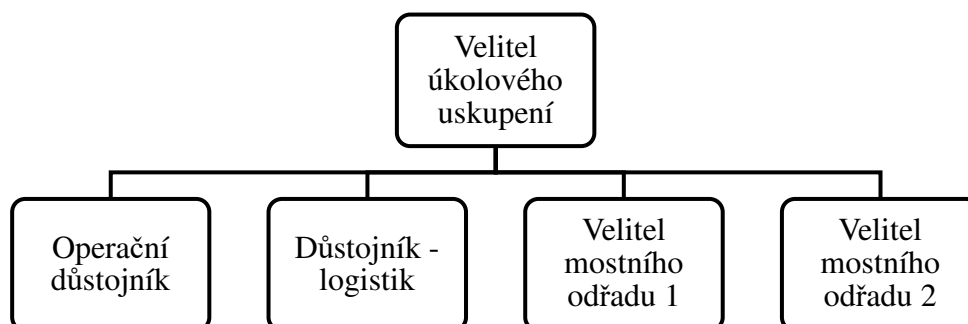 Velitel
úkolového
uskupení
Operační
důstojník
Důstojník -
logistik
Velitel
mostního
odřadu 1
Velitel
mostního
odřadu 2